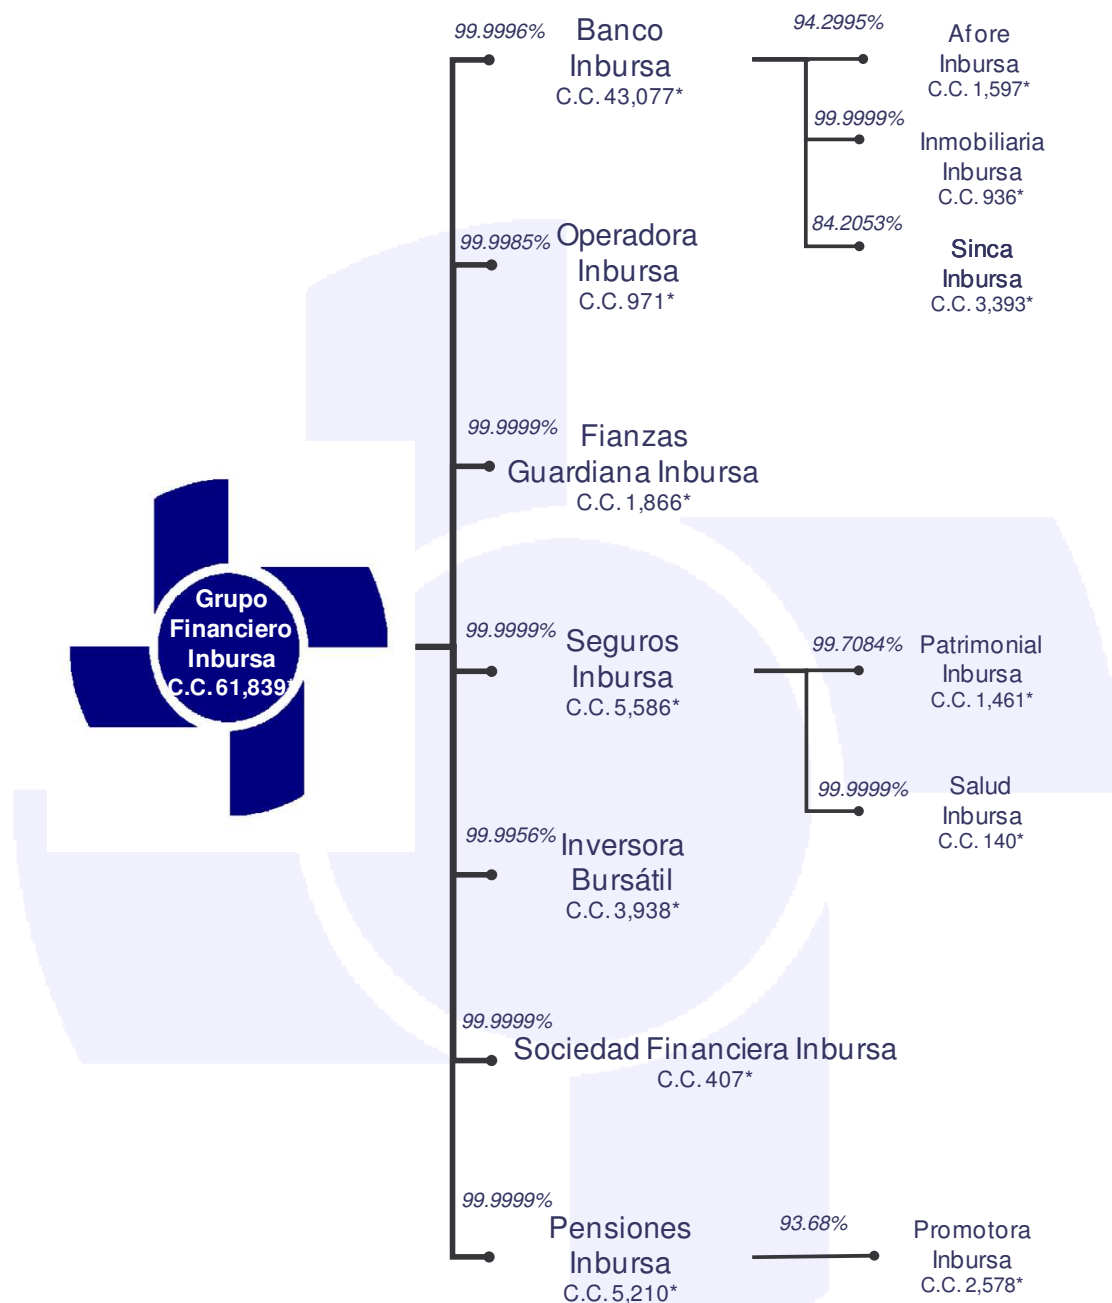 99.9996%
Banco
Inbursa
C.C. 43,077*
94.2995%
Afore
Inbursa
C.C. 1,597*
99.9999%
Inmobiliaria
Inbursa
C.C. 936*
84.2053%
Sinca
Inbursa
C.C. 3,393*
99.9985%
Operadora
Inbursa
C.C. 971*
99.9999%
Fianzas
Guardiana Inbursa
C.C. 1,866*
Grupo
Financiero
Inbursa
C.C. 61,839*
99.9999%
Seguros
Inbursa
C.C. 5,586*
99.7084%
Patrimonial
Inbursa
C.C. 1,461*
99.9999%
Salud
Inbursa
C.C. 140*
99.9956%
Inversora
Bursátil
C.C. 3,938*
99.9999%
Sociedad Financiera Inbursa
C.C. 407*
99.9999%
Pensiones
Inbursa
C.C. 5,210*
93.68%
Promotora
Inbursa
C.C. 2,578*